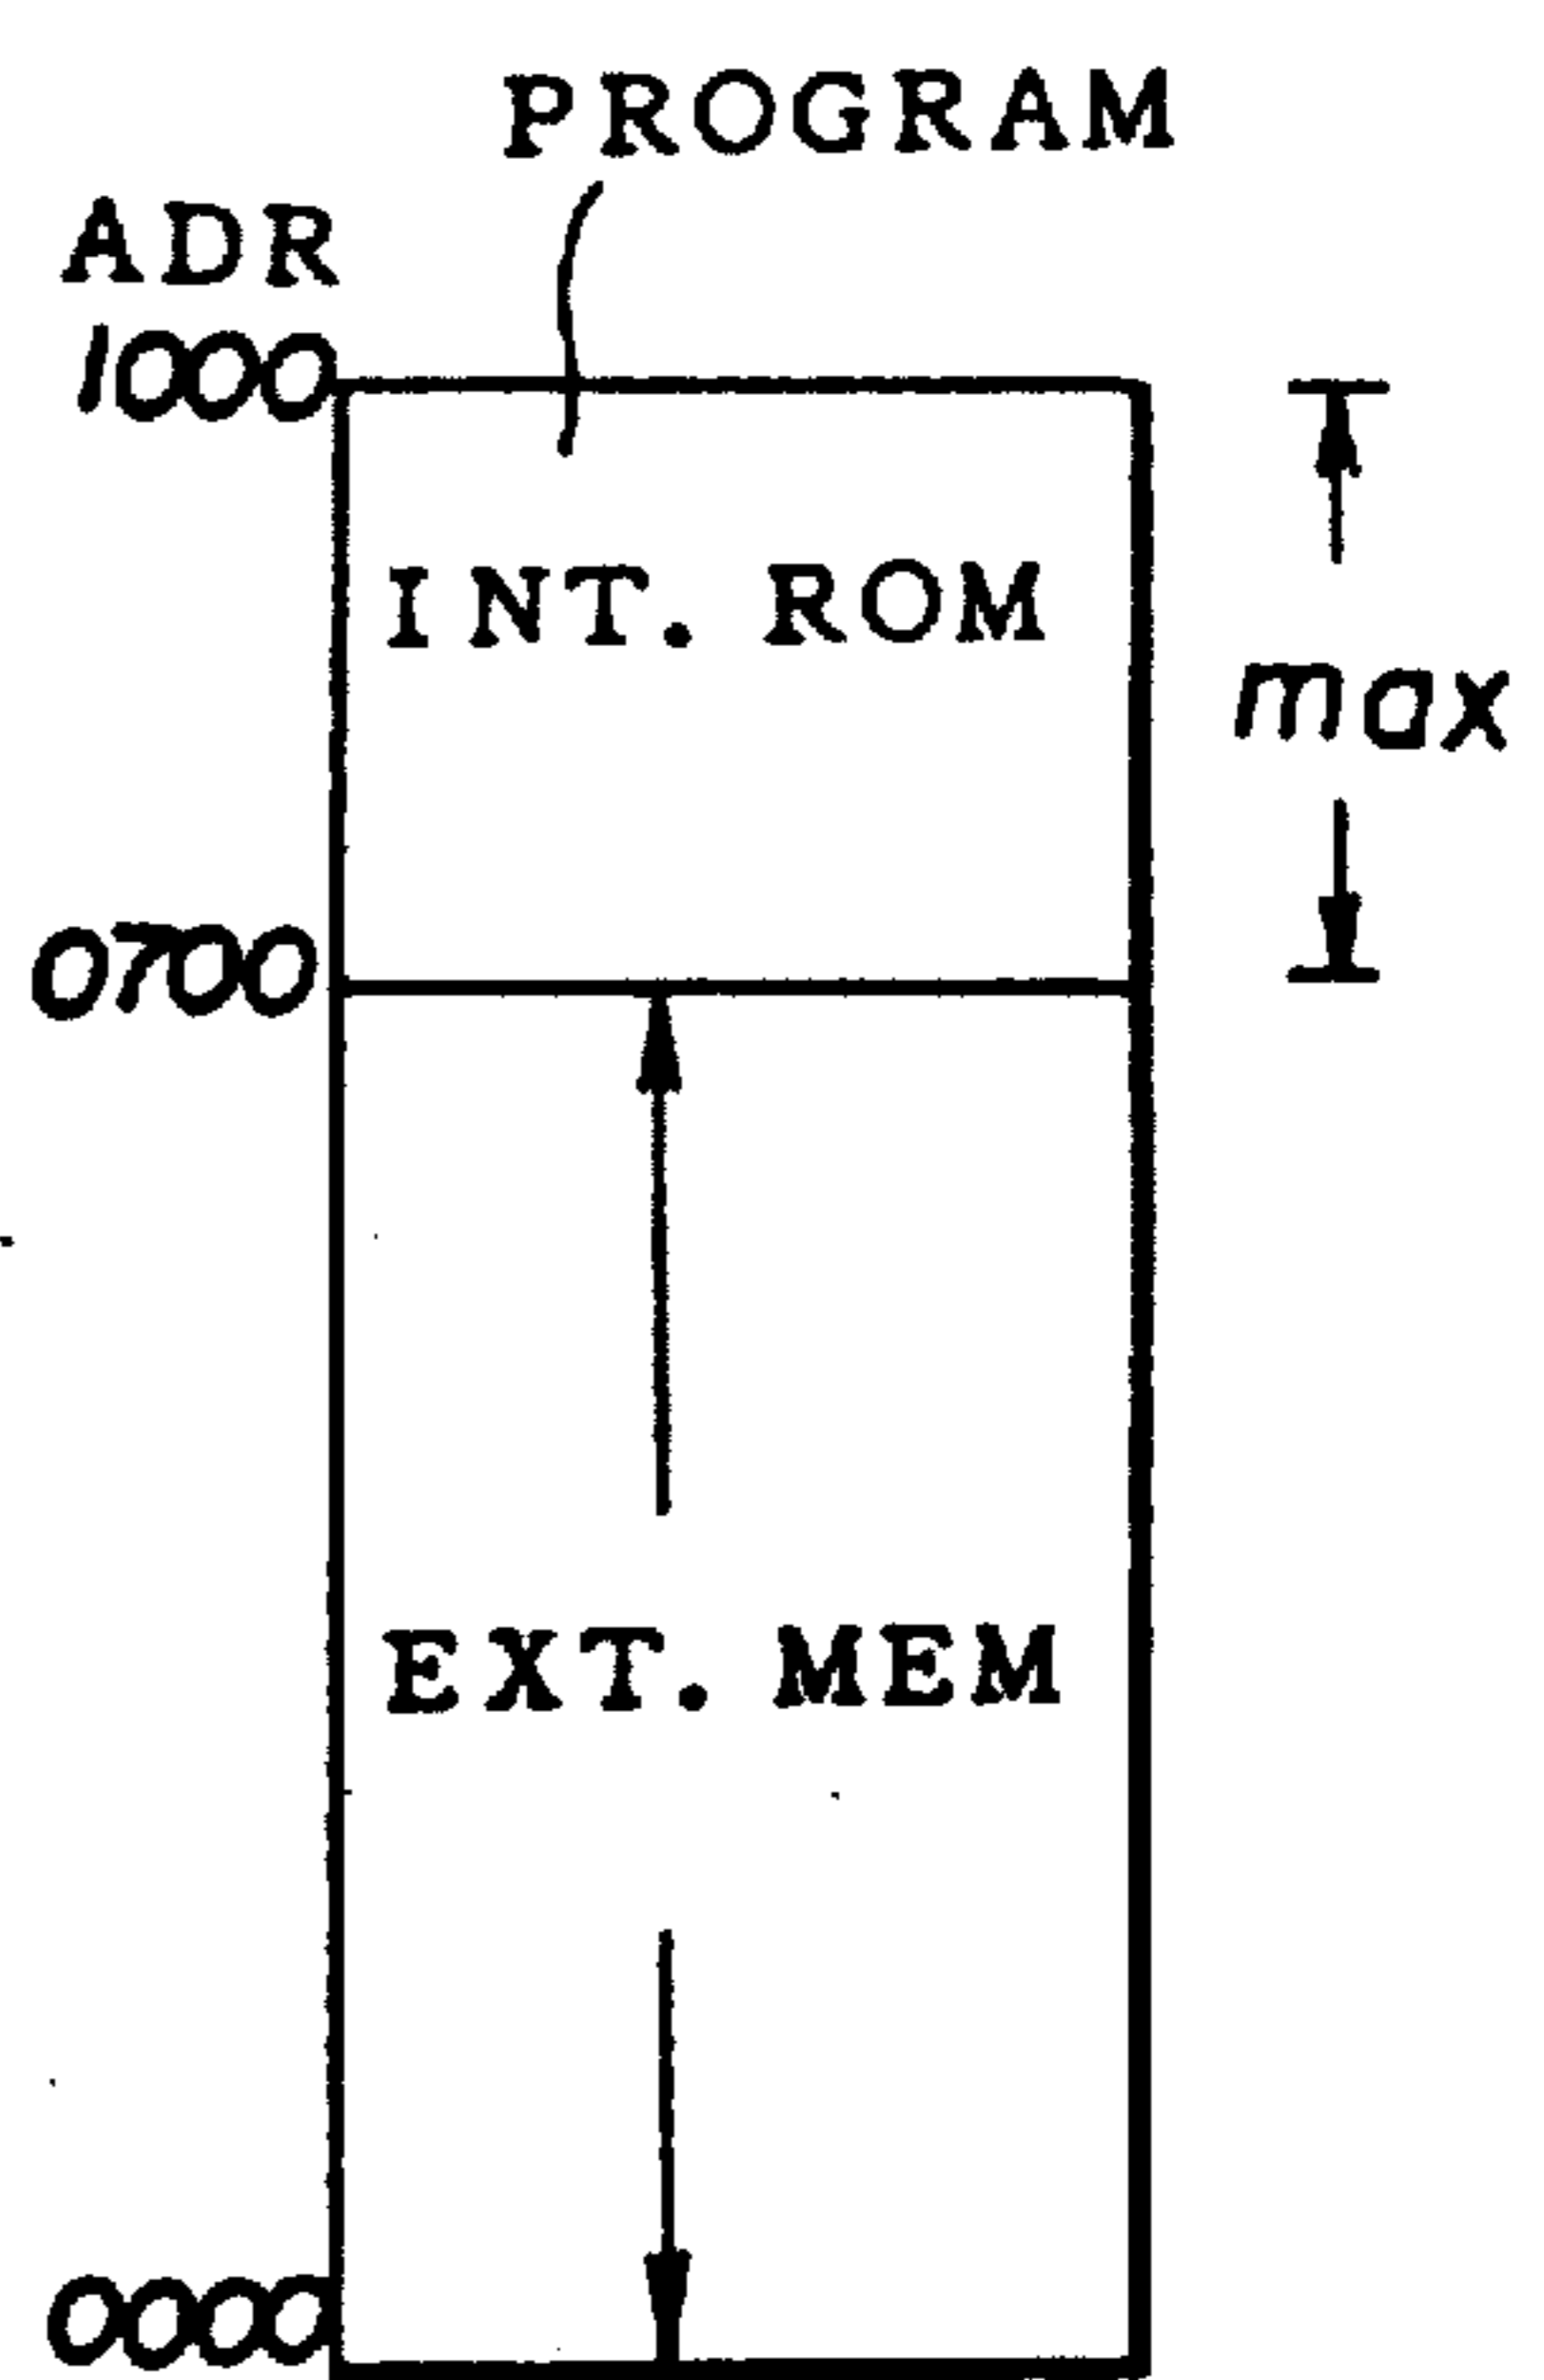 PROGRAM
ADR
1000
INT. ROM
max
0700
EXT. MEM
0000